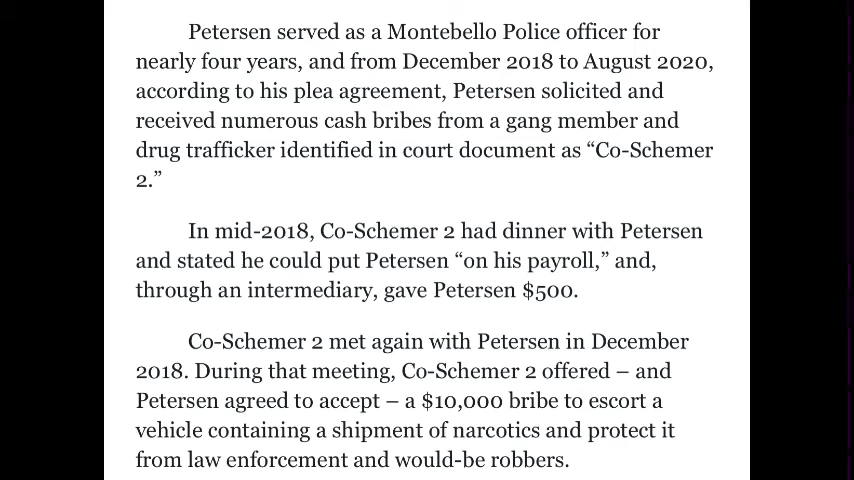 Petersen served as a Montebello Police officer for
nearly four years, and from December 2018 to August 2020,
according to his plea agreement, Petersen solicited and
received numerous cash bribes from a gang member and
drug trafficker identified in court document as “Co-Schemer
2.”
In mid-2018, Co-Schemer 2 had dinner with Petersen
and stated he could put Petersen “on his payroll,” and,
through an intermediary, gave Petersen $500.
Co-Schemer 2 met again with Petersen in December
2018. During that meeting, Co-Schemer 2 offered – and
Petersen agreed to accept – a $10,000 bribe to escort a
vehicle containing a shipment of narcotics and protect it
from law enforcement and would-be robbers.